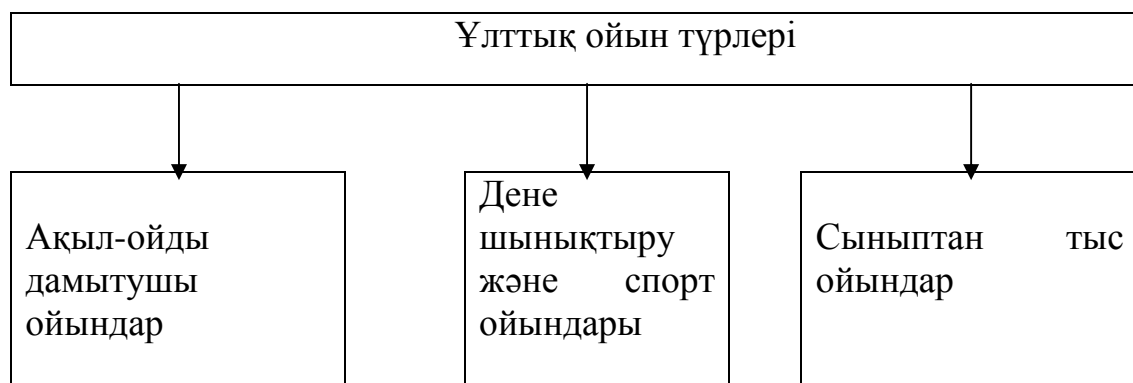 Ұлттық ойын түрлері
Ақыл-ойды
дамытушы
ойындар
Дене
шынықтыру
және спорт
ойындары
Сыныптан тыс
ойындар